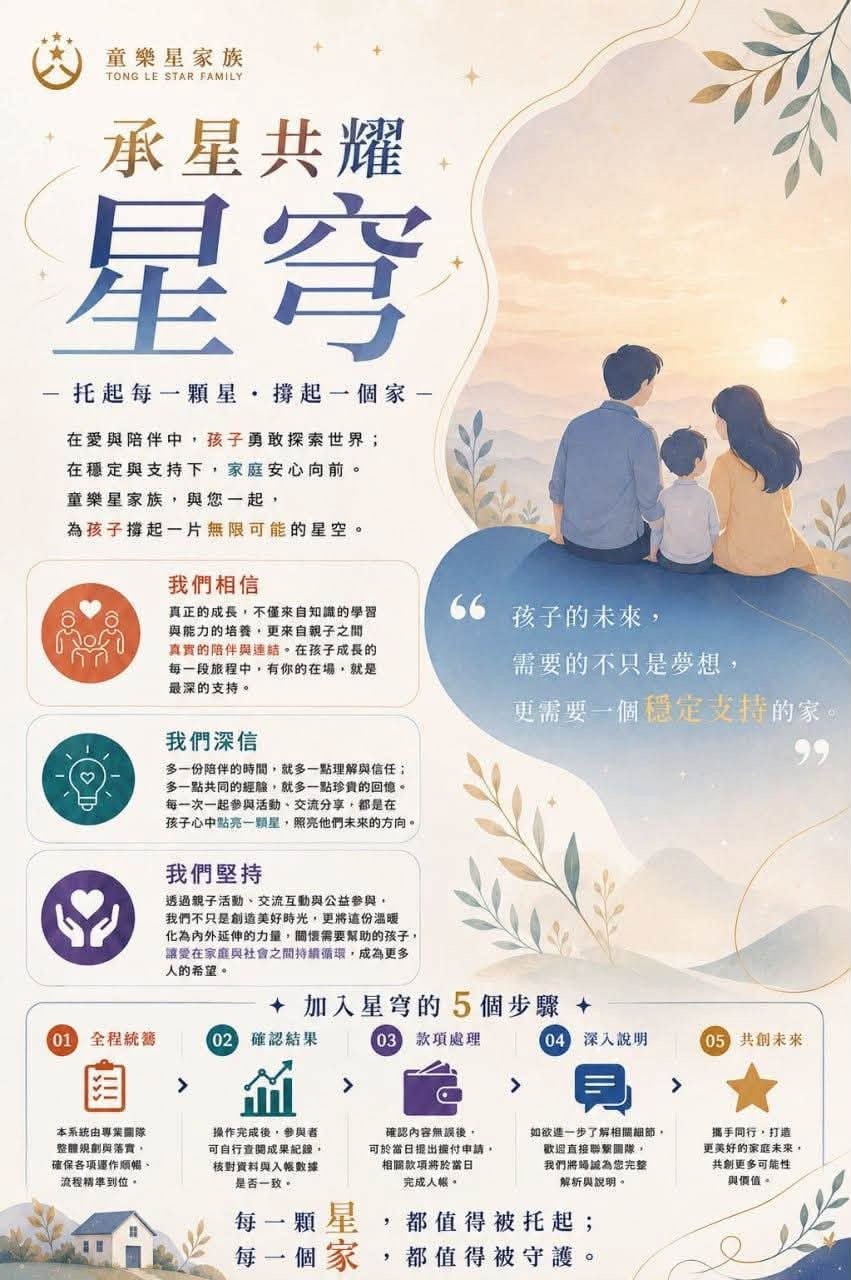 童樂星家族
TONG LE STAR FAMILY
承星共耀
星穹
— 托起每一顆星・撐起一個家 —
在愛與陪伴中，孩子勇敢探索世界；
在穩定與支持下，家庭安心向前。
童樂星家族，與您一起，
為孩子撐起一片無限可能的星空。
我們相信
真正的成長，不僅來自知識的學習
與能力的培養，更來自親子之間
真實的陪伴與連結。在孩子成長的
每一段旅程中，有你的在場，就是
最深的支持。
“ 孩子的未來，
需要的不只是夢想，
更需要一個穩定支持的家。”
我們深信
多一份陪伴的時間，就多一點理解與信任；
多一點共同的經驗，就多一點珍貴的回憶。
每一次一起參與活動、交流分享，都是在
孩子心中點亮一顆星，照亮他們未來的方向。
我們堅持
透過親子活動、交流互動與公益參與，
我們不只是創造美好時光，更將這份溫暖
化為內外延伸的力量，關懷需要幫助的孩子，
讓愛在家庭與社會之間持續循環，成為更多
人的希望。
加入星穹的5個步驟
01 全程統籌
本系統由專業團隊
整體規劃與落實，
確保各項運作順暢、
流程精準到位。
02 確認結果
操作完成後，參與者
可自行查閱成果紀錄，
核對資料與入帳數據
是否一致。
03 款項處理
確認內容無誤後，
可於當日提出撥付申請，
相關款項將於當日
完成入帳。
04 深入說明
如欲進一步了解相關細節，
歡迎直接聯繫團隊，
我們將竭誠為您完整
解析與說明。
05 共創未來
攜手同行，打造
更美好的家庭未來，
共創更多可能性
與價值。
每一顆星，都值得被托起；
每一個家，都值得被守護。